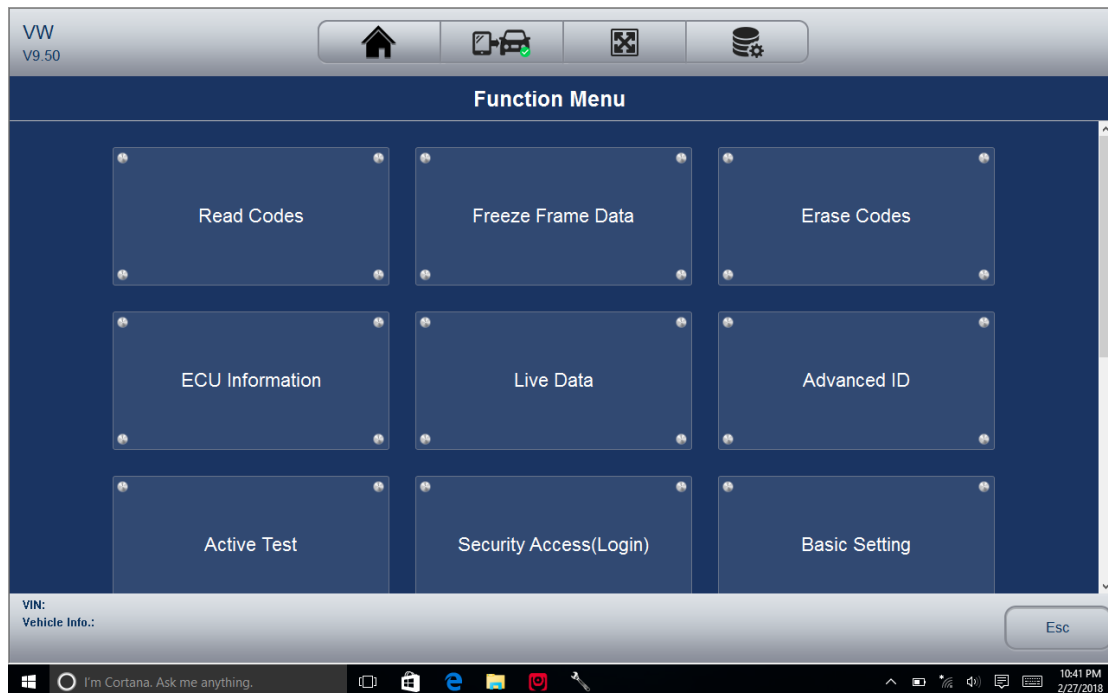 VW
V9.50
Function Menu
Read Codes
Freeze Frame Data
Erase Codes
ECU Information
Live Data
Advanced ID
Active Test
Security Access(Login)
Basic Setting
VIN:
Vehicle Info.:
Esc
I'm Cortana. Ask me anything.
10:41 PM
2/27/2018